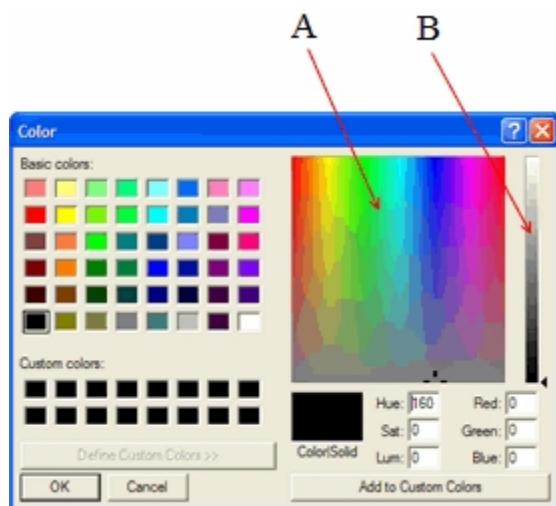 A B
Color
Basic colors:
Custom colors:
Define Custom Colors >>
OK Cancel
Color|Solid
Hue: 160 Red: 0
Sat: 0 Green: 0
Lum: 0 Blue: 0
Add to Custom Colors